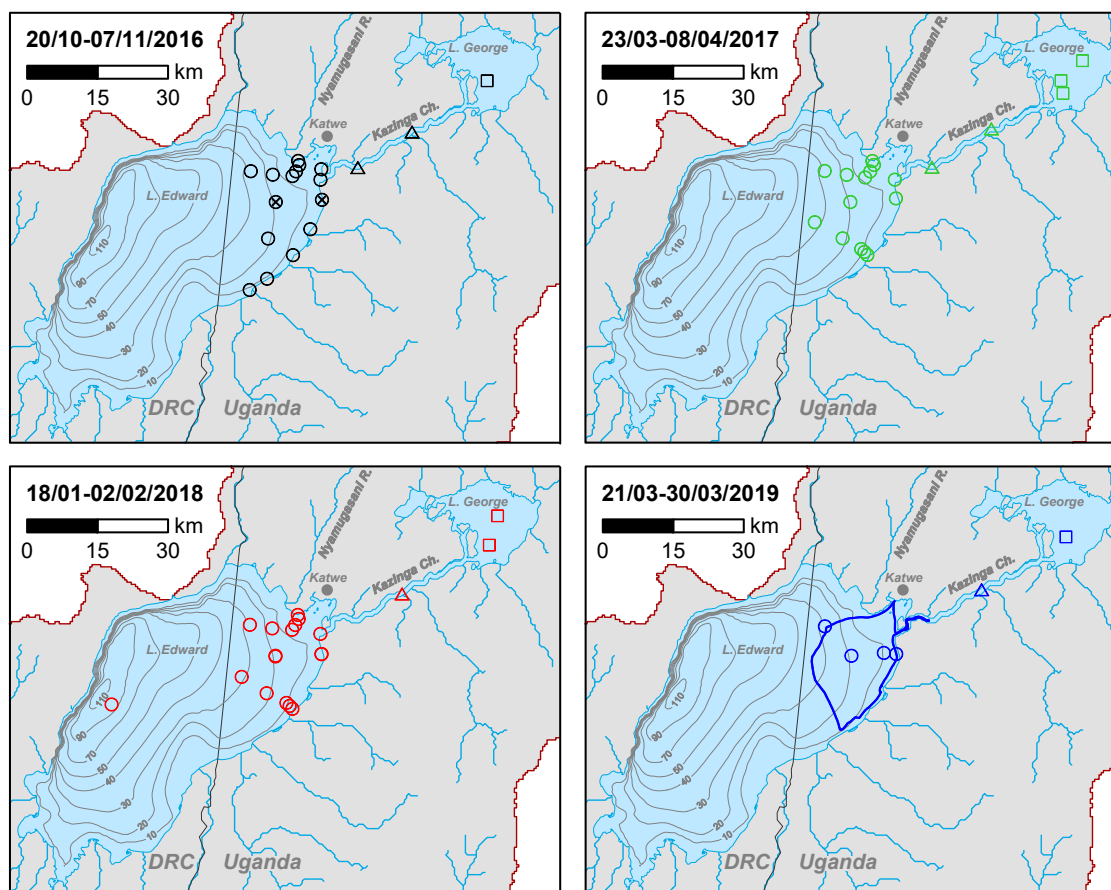 20/10-07/11/2016
km
0 15 30
Nyamugasani R.
L. George
Katwe
Kazinga Ch.
L. Edward
110
90
70
50
40
30
20
10
DRC Uganda
23/03-08/04/2017
km
0 15 30
Nyamugasani R.
L. George
Katwe
Kazinga Ch.
L. Edward
110
90
70
50
40
30
20
10
DRC Uganda
18/01-02/02/2018
km
0 15 30
Nyamugasani R.
L. George
Katwe
Kazinga Ch.
L. Edward
110
90
70
50
40
30
20
10
DRC Uganda
21/03-30/03/2019
km
0 15 30
Nyamugasani R.
L. George
Katwe
Kazinga Ch.
L. Edward
110
90
70
50
40
30
20
10
DRC Uganda